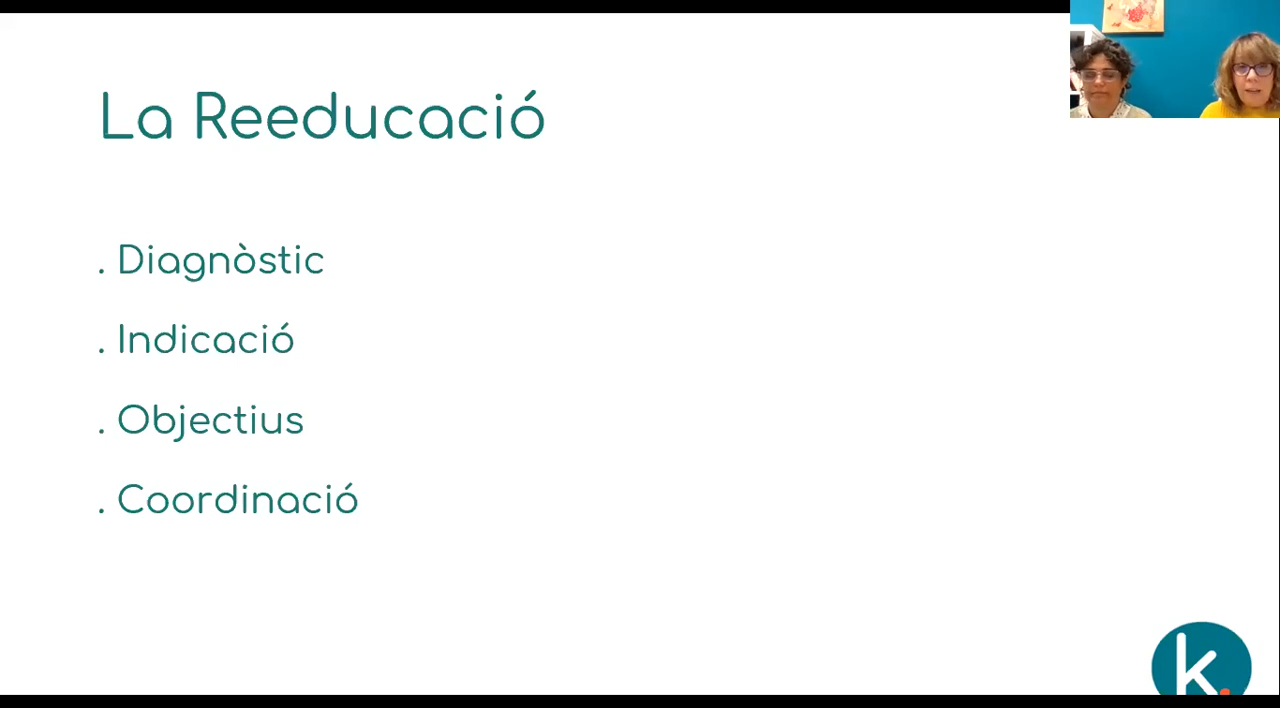 La Reeducació
. Diagnòstic
. Indicació
. Objectius
. Coordinació
k.